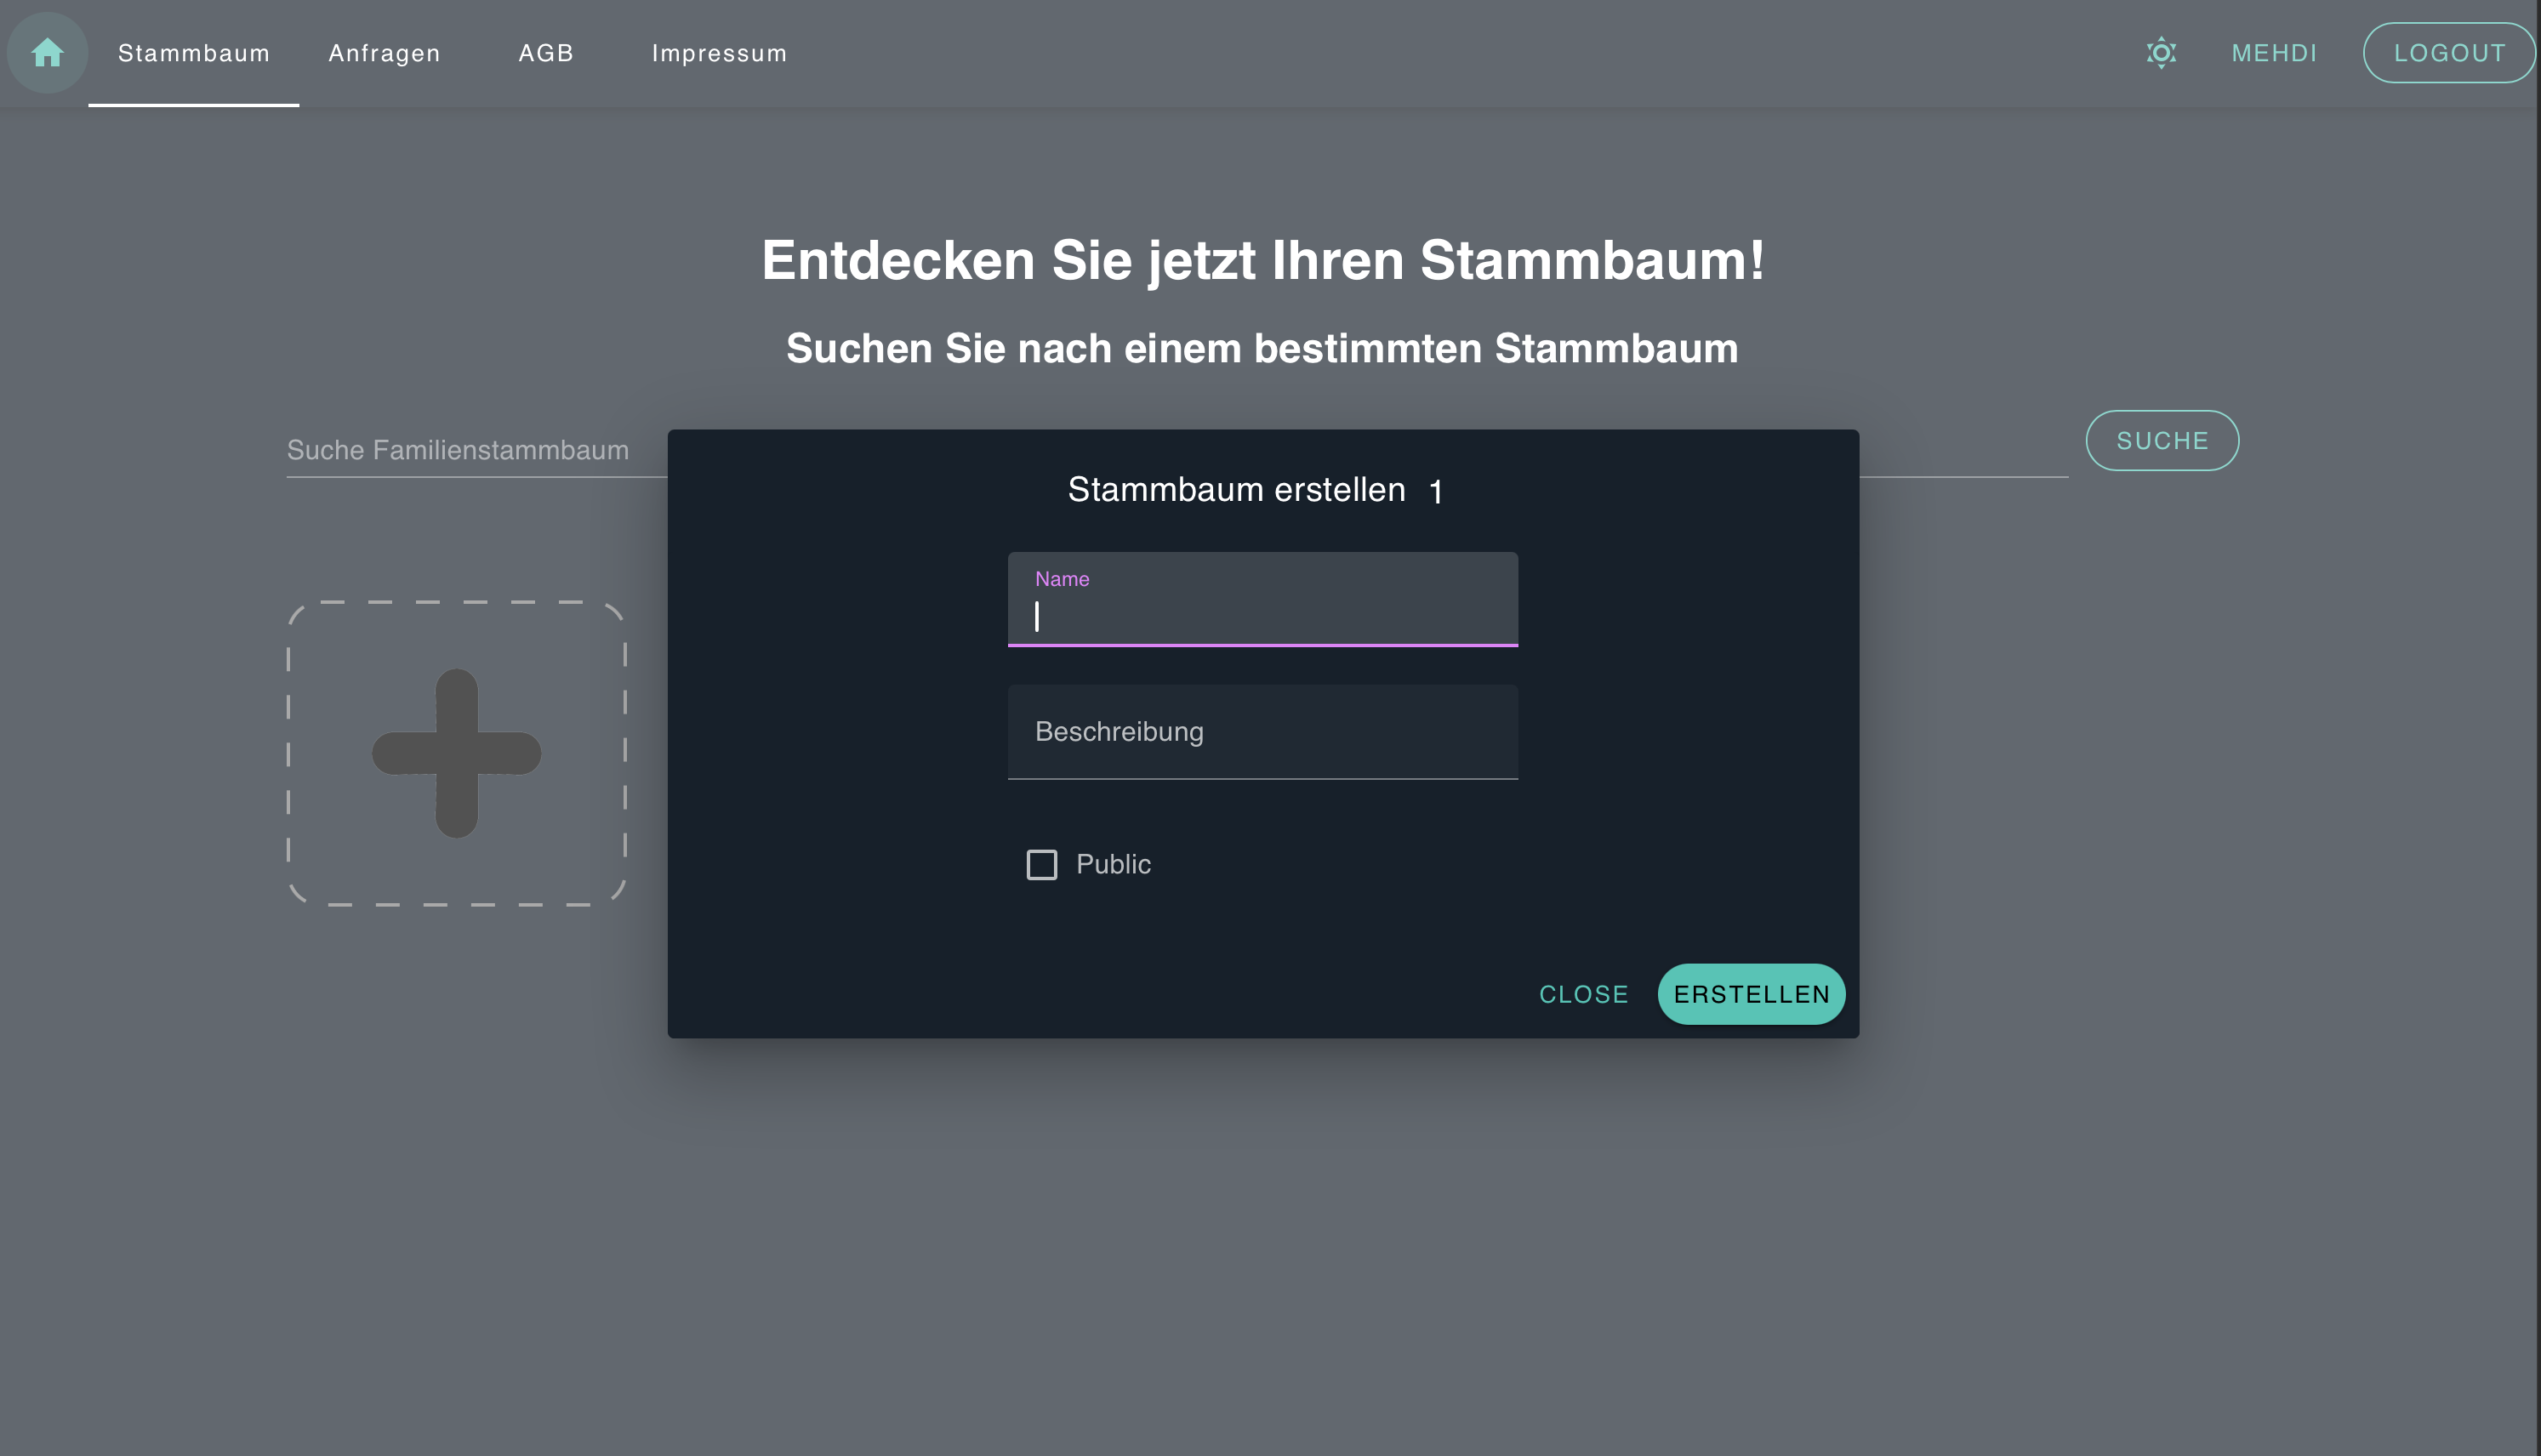 Stammbaum Anfragen AGB Impressum MEHDI LOGOUT
Entdecken Sie jetzt Ihren Stammbaum!
Suchen Sie nach einem bestimmten Stammbaum
Suche Familienstammbaum SUCHE
Stammbaum erstellen 1
Name
Beschreibung
Public
CLOSE ERSTELLEN